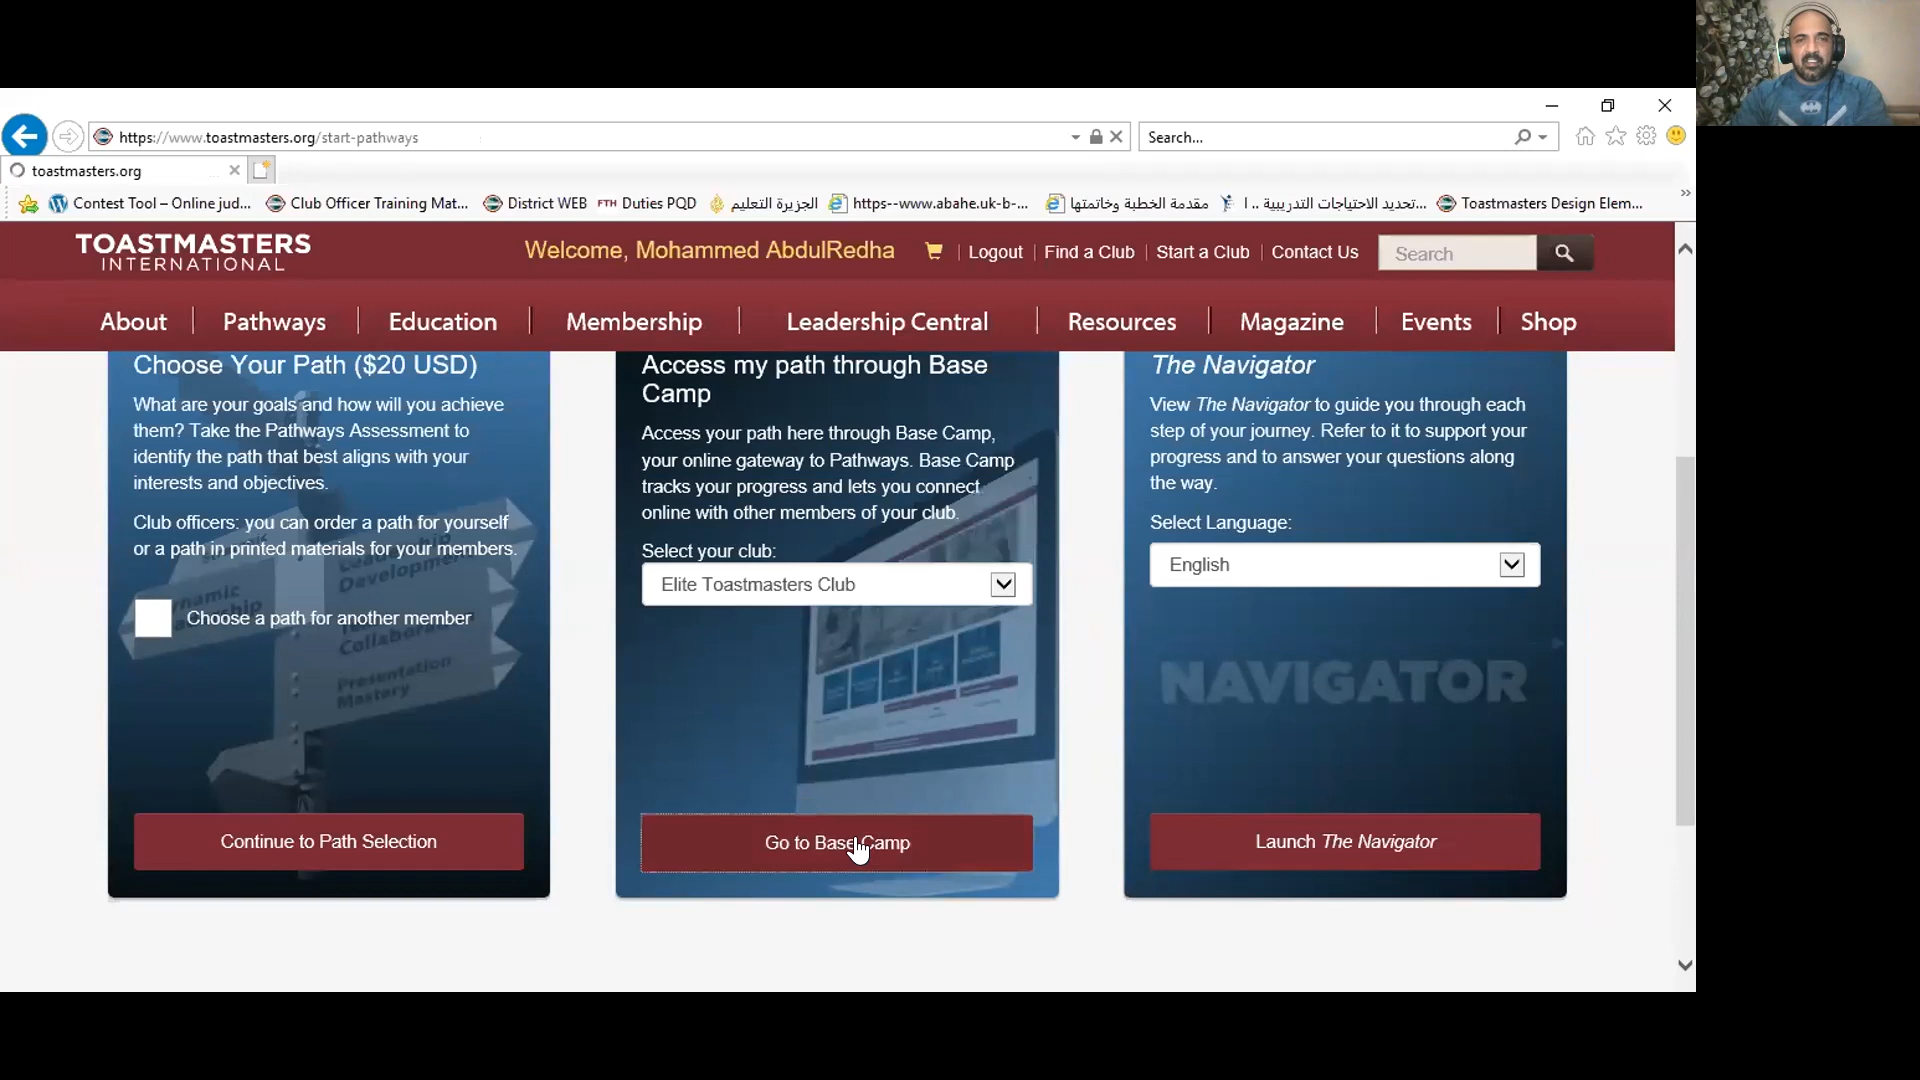 https://www.toastmasters.org/start-pathways
Search...
toastmasters.org
Contest Tool – Online jud...
Club Officer Training Mat...
District WEB
FTH Duties PQD
الجزيرة التعليم
https--www.abahe.uk-b-...
مقدمة الخطبة وخاتمتها
تحديد الاحتياجات التدريبية .. ا...
Toastmasters Design Elem...
TOASTMASTERS
INTERNATIONAL
Welcome, Mohammed AbdulRedha
Logout
Find a Club
Start a Club
Contact Us
Search
About
Pathways
Education
Membership
Leadership Central
Resources
Magazine
Events
Shop
Choose Your Path ($20 USD)
What are your goals and how will you achieve
them? Take the Pathways Assessment to
identify the path that best aligns with your
interests and objectives.
Club officers: you can order a path for yourself
or a path in printed materials for your members.
Leadership
Development
Dynamic
Leadership
Collaboration
Presentation
Mastery
Choose a path for another member
Continue to Path Selection
Access my path through Base
Camp
Access your path here through Base Camp,
your online gateway to Pathways. Base Camp
tracks your progress and lets you connect
online with other members of your club.
Select your club:
Elite Toastmasters Club
Go to Base Camp
The Navigator
View The Navigator to guide you through each
step of your journey. Refer to it to support your
progress and to answer your questions along
the way.
Select Language:
English
NAVIGATOR
Launch The Navigator